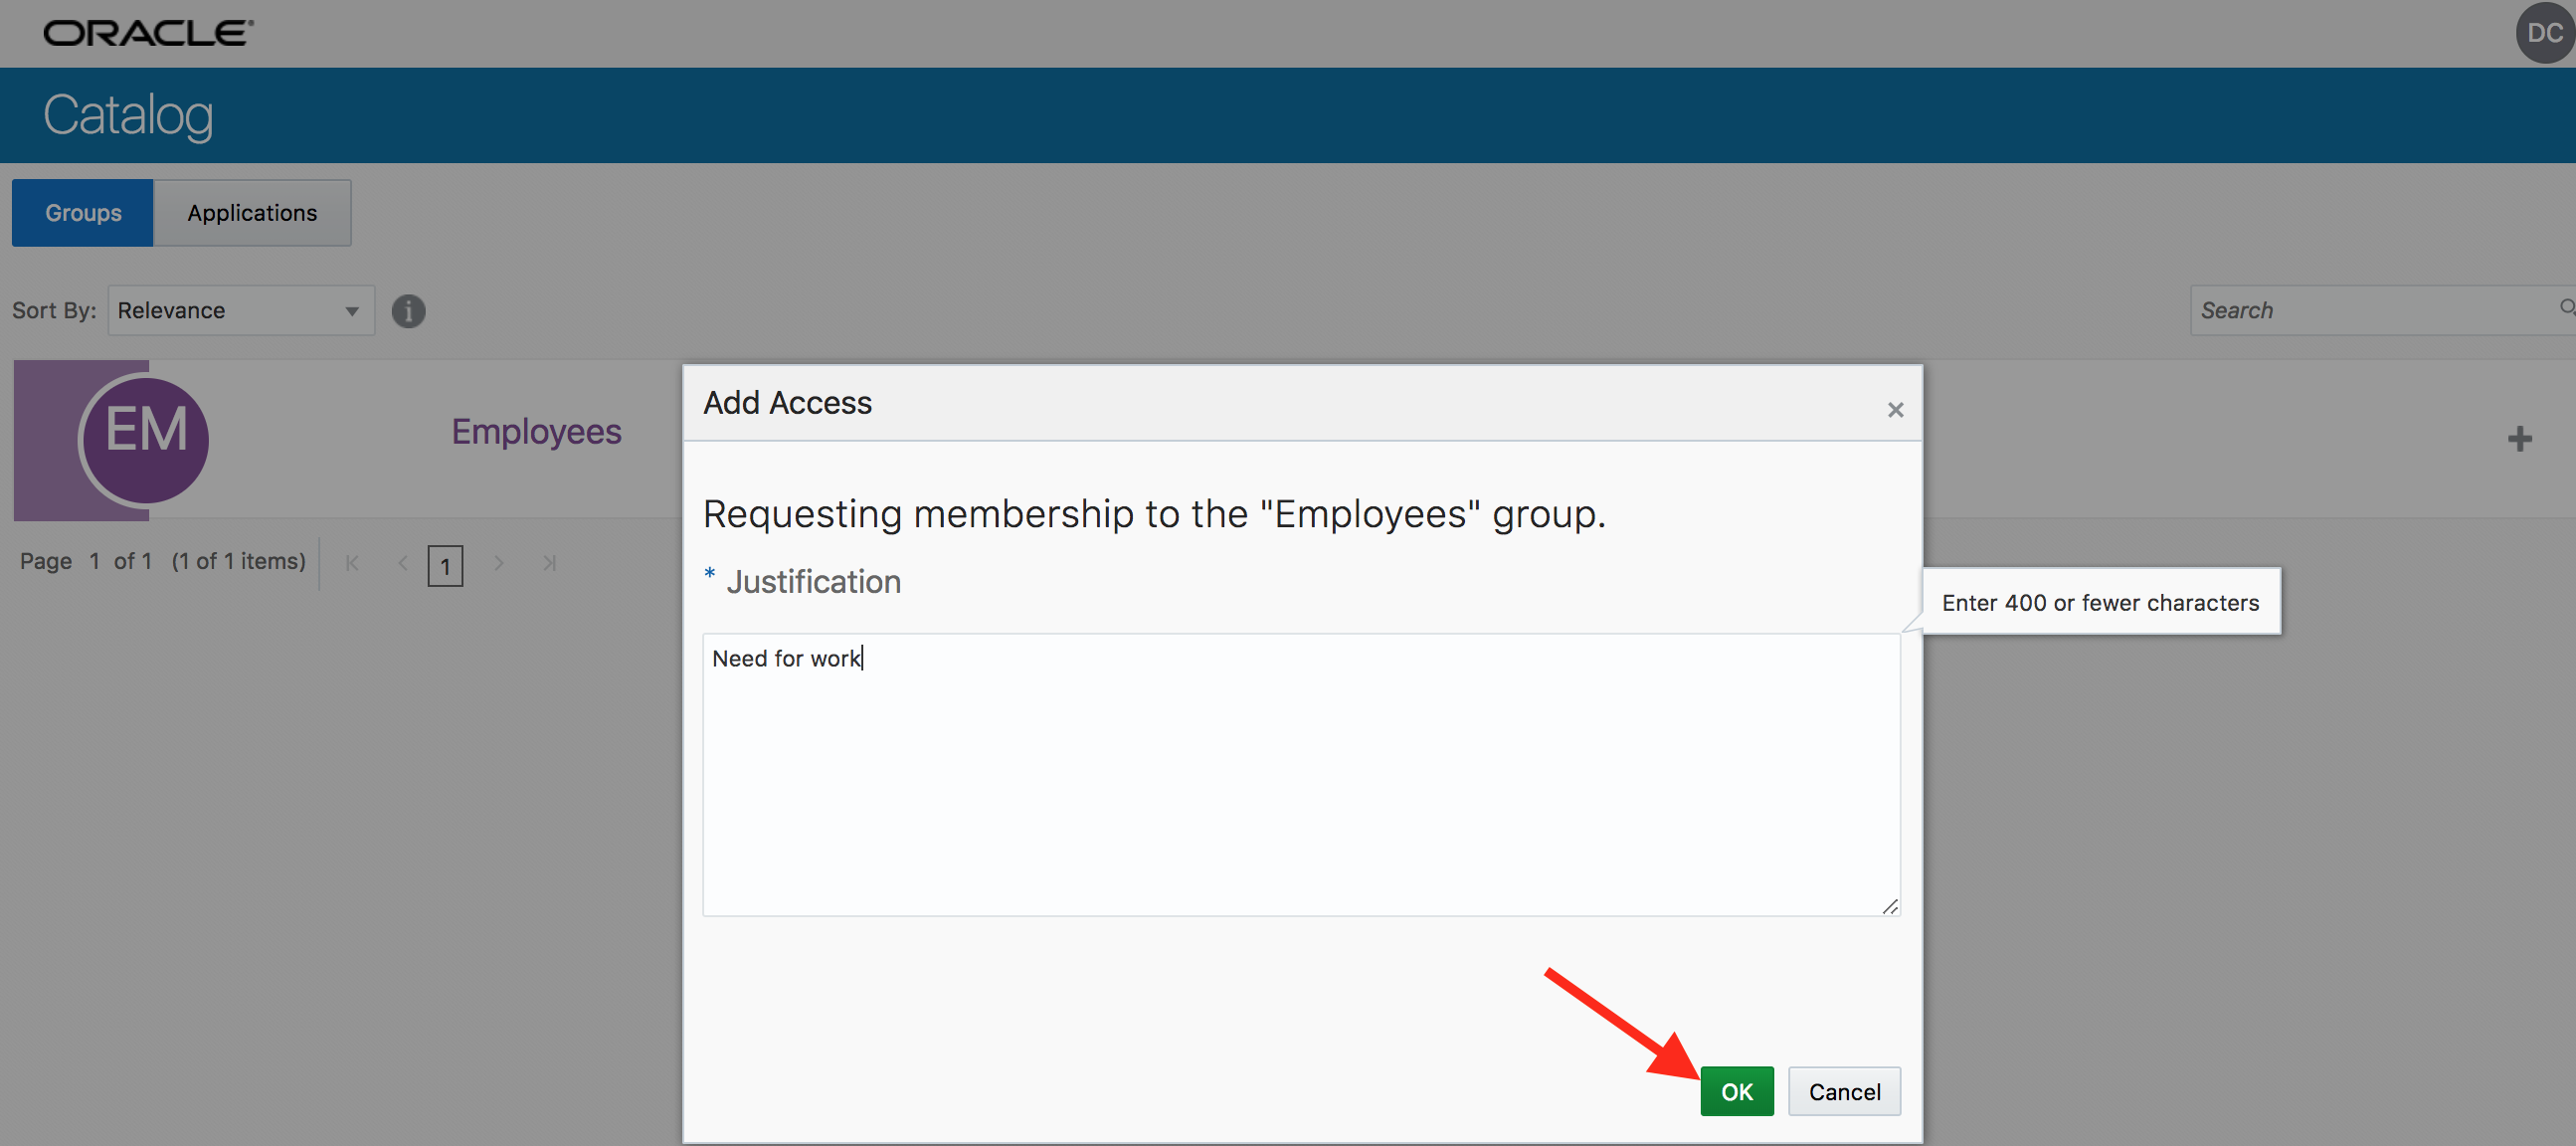 ORACLE
DC
Catalog
Groups
Applications
Sort By:
Relevance
i
Search
EM
Employees
Add Access
×
Requesting membership to the "Employees" group.
* Justification
Enter 400 or fewer characters
Need for work
Page 1 of 1 (1 of 1 items)
1
OK
Cancel